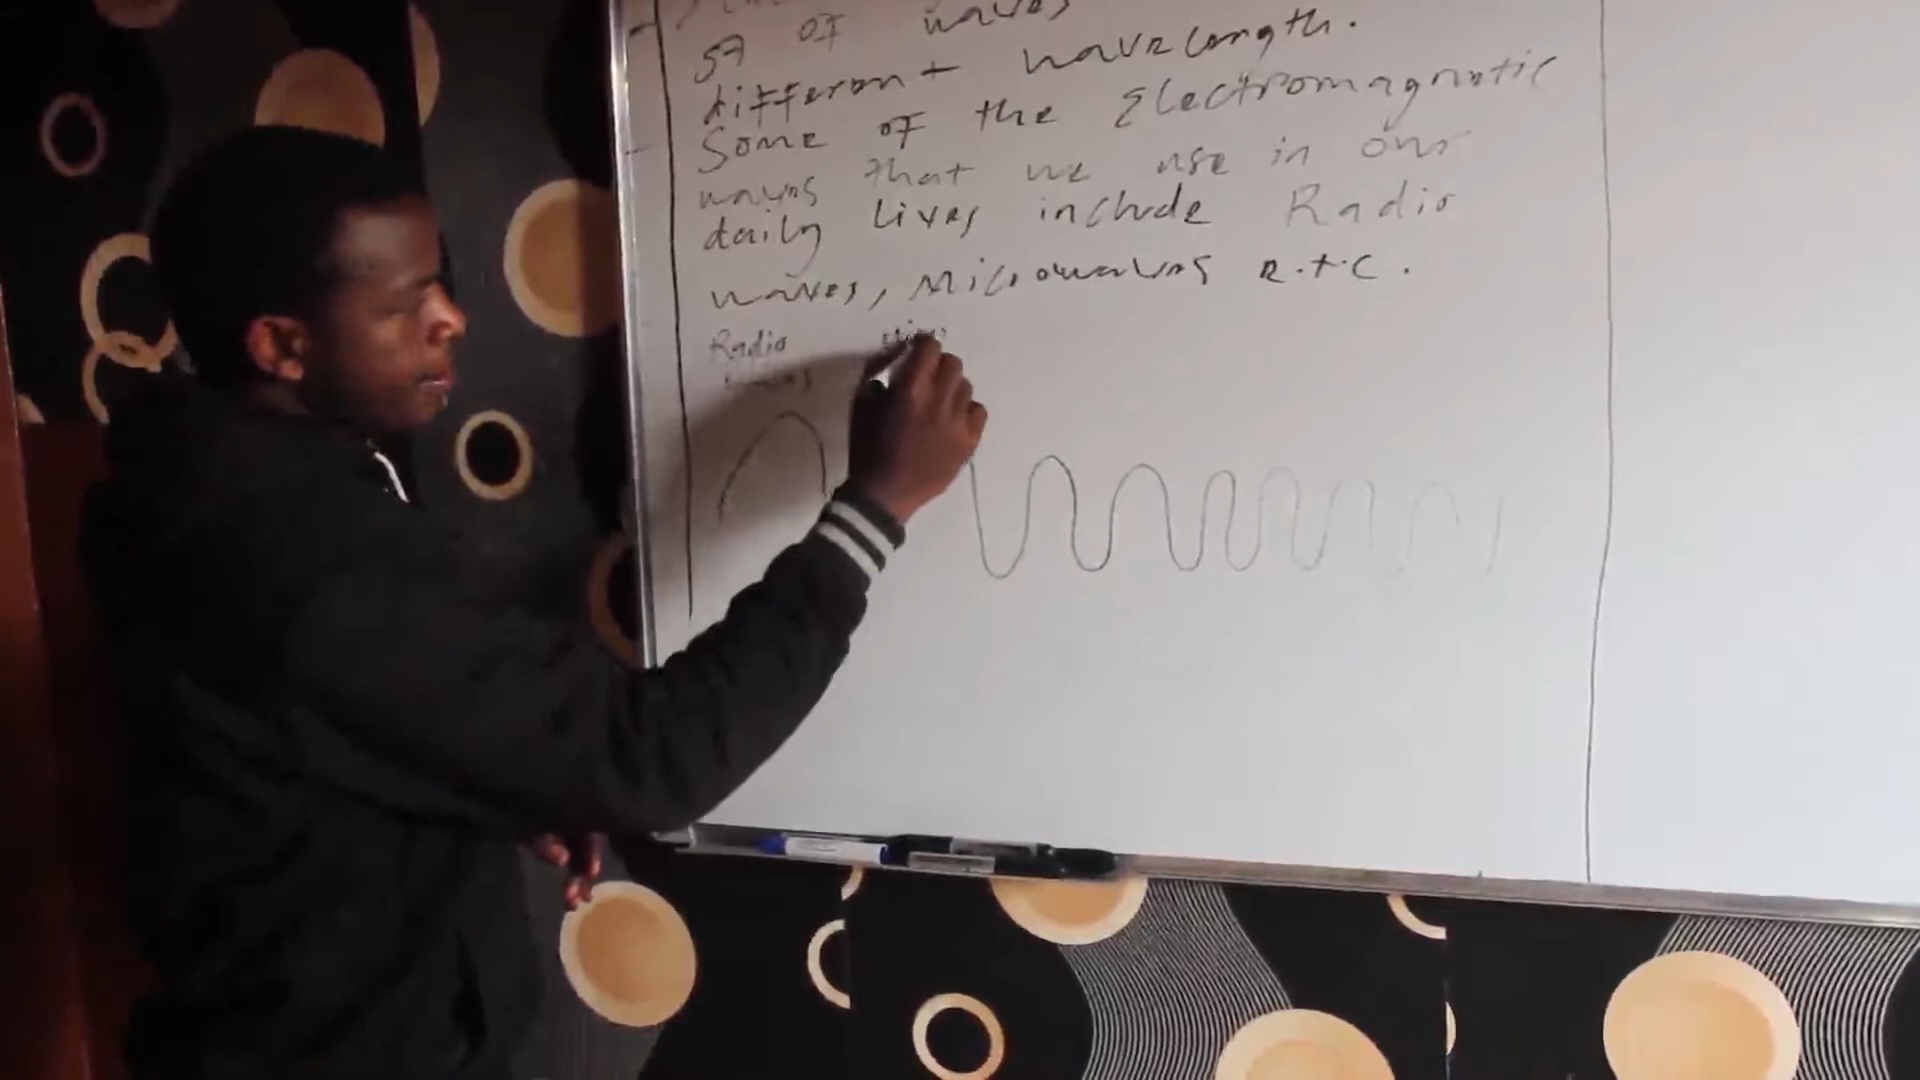 of waves
different wavelength.
Some of the Electromagnetic
waves that we use in our
daily lives include Radio
waves, Microwaves e.t.c.
Radio
waves